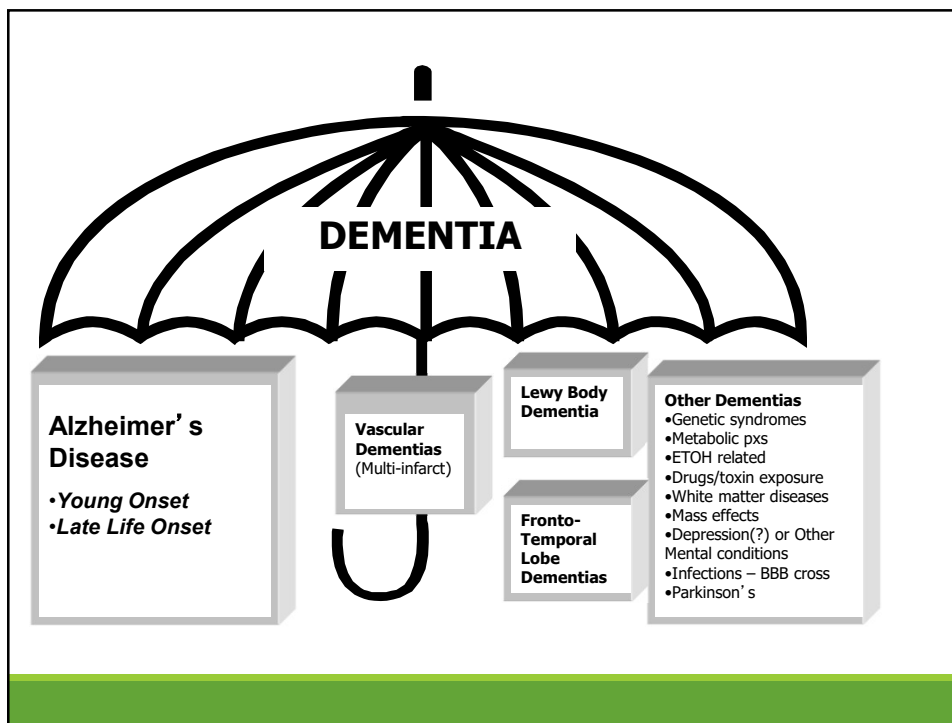 DEMENTIA
Alzheimer’s
Disease
•Young Onset
•Late Life Onset
Vascular
Dementias
(Multi-infarct)
Lewy Body
Dementia
Fronto-
Temporal
Lobe
Dementias
Other Dementias
•Genetic syndromes
•Metabolic pxs
•ETOH related
•Drugs/toxin exposure
•White matter diseases
•Mass effects
•Depression(?) or Other
Mental conditions
•Infections – BBB cross
•Parkinson’s